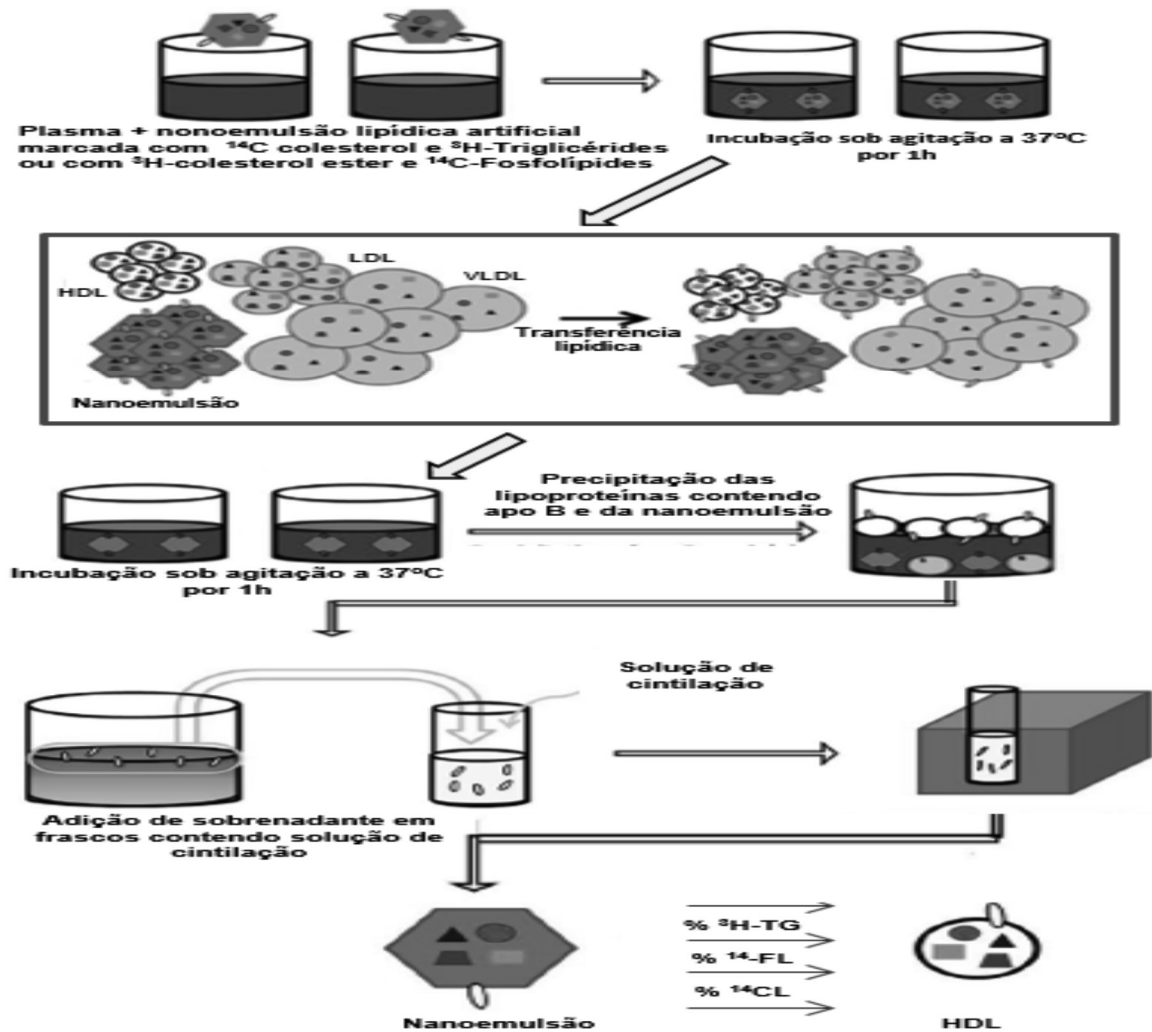 Plasma + nonoemulsão lipídica artificial
marcada com ¹⁴C colesterol e ³H-Triglicérides
ou com ³H-colesterol ester e ¹⁴C-Fosfolípides
Incubação sob agitação a 37ºC
por 1h
HDL
LDL
VLDL
Nanoemulsão
Transferência
lipídica
Incubação sob agitação a 37ºC
por 1h
Precipitação das
lipoproteínas contendo
apo B e da nanoemulsão
Solução de
cintilação
Adição de sobrenadante em
frascos contendo solução de
cintilação
% ³H-TG
% ¹⁴-FL
% ¹⁴CL
Nanoemulsão
HDL